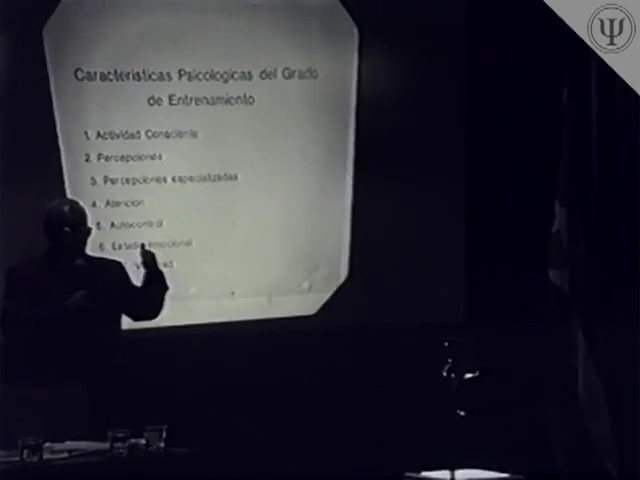 Características Psicologicas del Grado
de Entrenamiento
1. Actividad Consciente
2. Percepciones
3. Percepciones especializadas
4. Atencion
5. Autocontrol
6. Estado emocional
Ψ